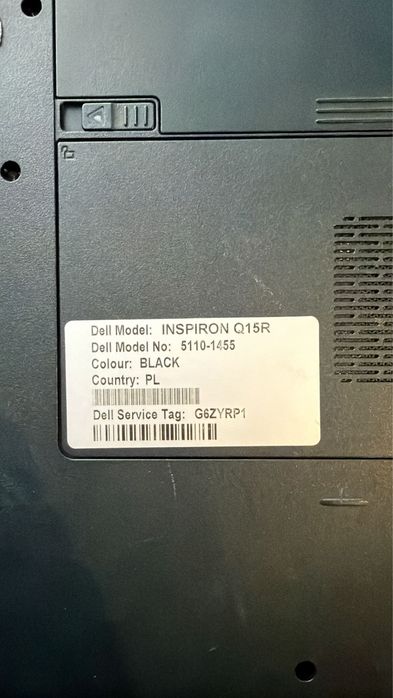 Dell Model: INSPIRON Q15R
Dell Model No: 5110-1455
Colour: BLACK
Country: PL
Dell Service Tag: G6ZYRP1